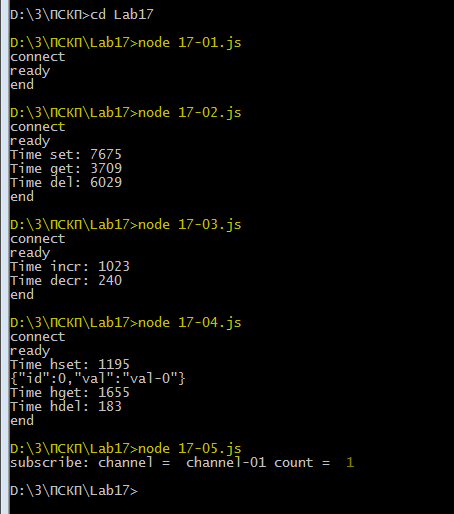 D:\3\ПСКП>cd Lab17
D:\3\ПСКП\Lab17>node 17-01.js
connect
ready
end
D:\3\ПСКП\Lab17>node 17-02.js
connect
ready
Time set: 7675
Time get: 3709
Time del: 6029
end
D:\3\ПСКП\Lab17>node 17-03.js
connect
ready
Time incr: 1023
Time decr: 240
end
D:\3\ПСКП\Lab17>node 17-04.js
connect
ready
Time hset: 1195
{"id":0,"val":"val-0"}
Time hget: 1655
Time hdel: 183
end
D:\3\ПСКП\Lab17>node 17-05.js
subscribe: channel =  channel-01 count =  1
D:\3\ПСКП\Lab17>